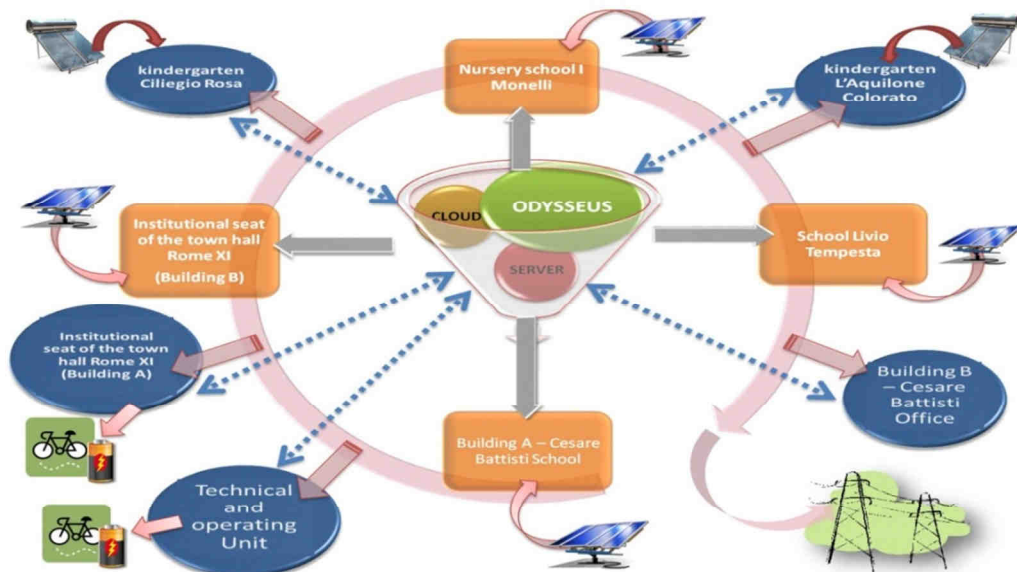 kindergarten
Ciliegio Rosa
Nursery school I
Monelli
kindergarten
L'Aquilone
Colorato
CLOUD
ODYSSEUS
SERVER
Institutional seat
of the town hall
Rome XI
(Building B)
School Livio
Tempesta
Institutional
seat of the town
hall Rome XI
(Building A)
Building B
– Cesare
Battisti
Office
Building A – Cesare
Battisti School
Technical
and
operating
Unit